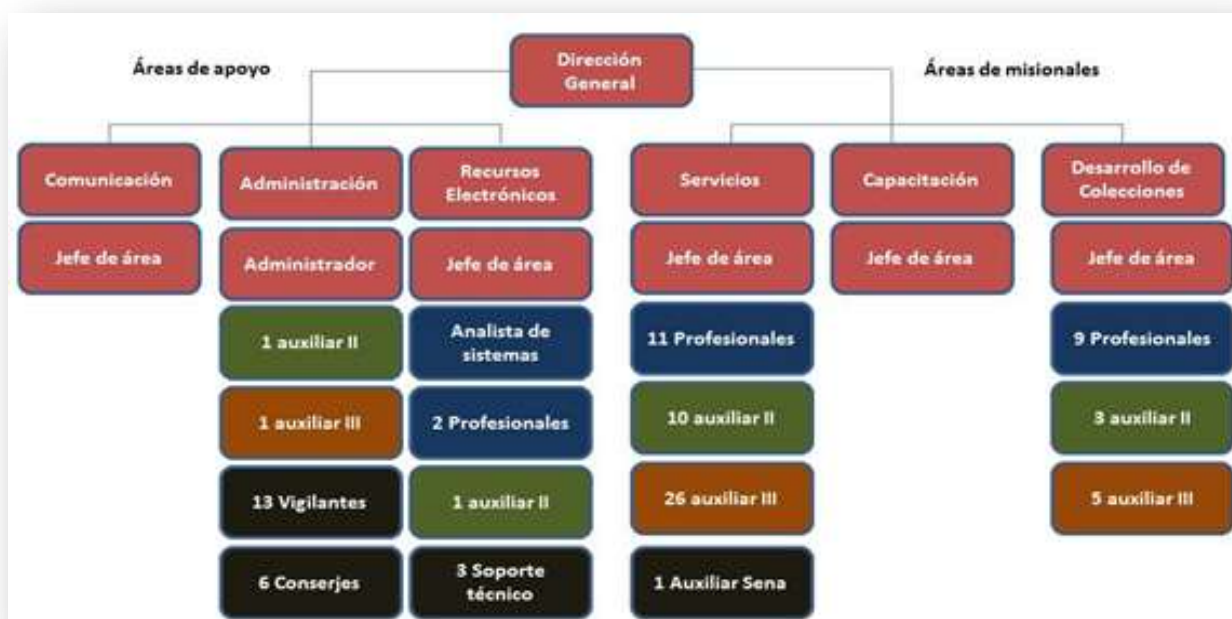 Áreas de apoyo
Dirección
General
Áreas de misionales
Comunicación
Administración
Recursos
Electrónicos
Servicios
Capacitación
Desarrollo de
Colecciones
Jefe de área
Administrador
Jefe de área
Jefe de área
Jefe de área
Jefe de área
1 auxiliar II
Analista de
sistemas
11 Profesionales
9 Profesionales
1 auxiliar III
2 Profesionales
10 auxiliar II
3 auxiliar II
13 Vigilantes
1 auxiliar II
26 auxiliar III
5 auxiliar III
6 Conserjes
3 Soporte
técnico
1 Auxiliar Sena